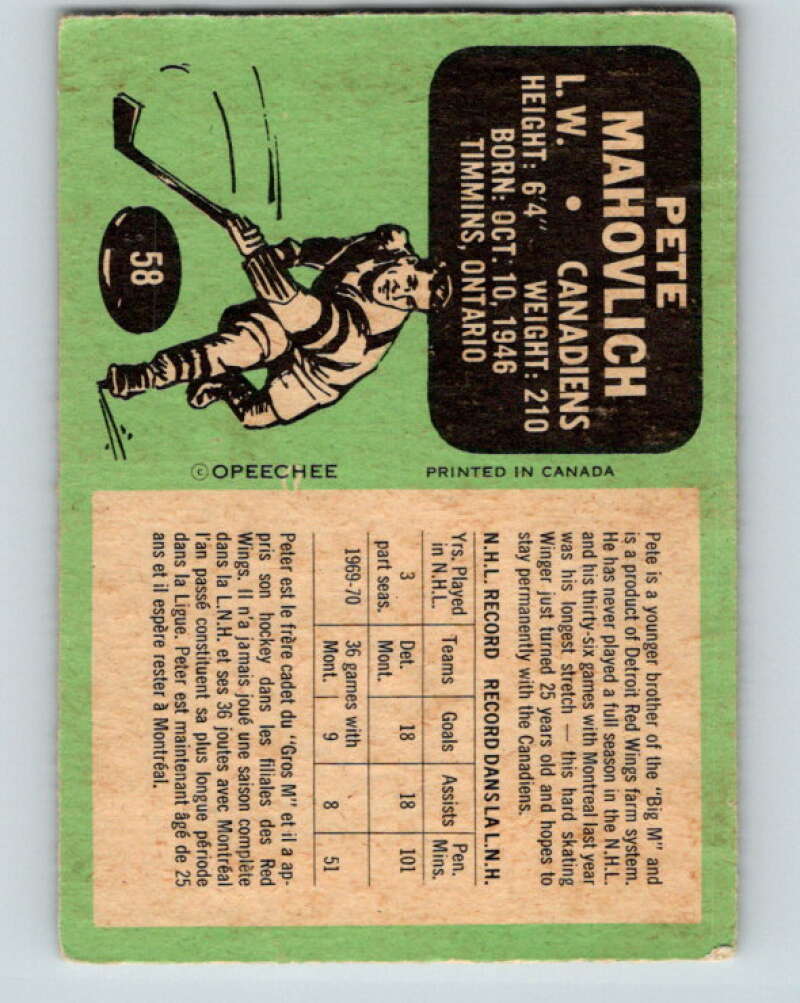 PETE
MAHOVLICH
L. W. • CANADIENS
HEIGHT: 6'4" WEIGHT: 210
BORN: OCT. 10, 1946
TIMMINS, ONTARIO
58
© OPEECHEE
PRINTED IN CANADA
Pete is a younger brother of the "Big M" and
is a product of Detroit Red Wings farm system.
He has never played a full season in the N.H.L.
and his thirty-six games with Montreal last year
was his longest stretch — this hard skating
Winger just turned 25 years old and hopes to
stay permanently with the Canadiens.
N.H.L. RECORD RECORD DANS LA L.N.H.
Yrs. Played in N.H.L. Teams Goals Assists Pen. Mins.
3 part seas. Det. Mont. 18 18 101
1969-70 36 games with Mont. 9 8 51
Peter est le frère cadet du "Gros M" et il a ap-
pris son hockey dans les filiales des Red
Wings. Il n'a jamais joué une saison complète
dans la L.N.H. et ses 36 joutes avec Montréal
l'an passé constituent sa plus longue période
dans la Ligue. Peter est maintenant âgé de 25
ans et il espère rester à Montréal.